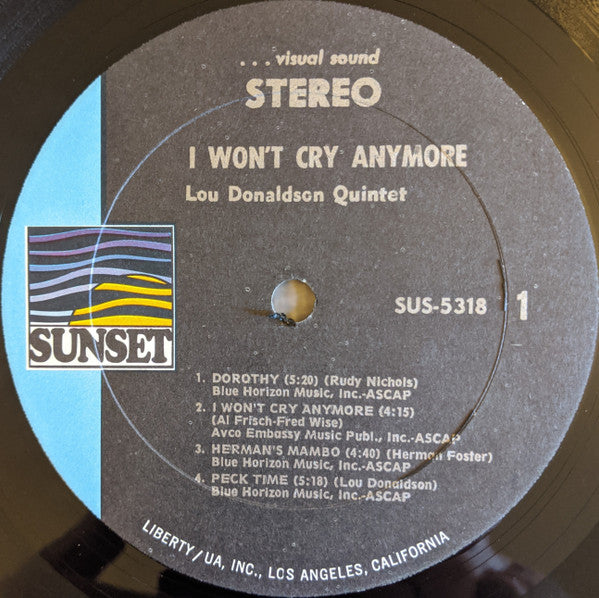 ...visual sound
STEREO
I WON'T CRY ANYMORE
Lou Donaldson Quintet
SUNSET
SUS-5318 1
1. DOROTHY (5:20) (Rudy Nichols)
Blue Horizon Music, Inc.-ASCAP
2. I WON'T CRY ANYMORE (4:15)
(Al Frisch-Fred Wise)
Avco Embassy Music Publ., Inc.-ASCAP
3. HERMAN'S MAMBO (4:40) (Herman Foster)
Blue Horizon Music, Inc.-ASCAP
4. PECK TIME (5:18) (Lou Donaldson)
Blue Horizon Music, Inc.-ASCAP
LIBERTY/UA, INC., LOS ANGELES, CALIFORNIA